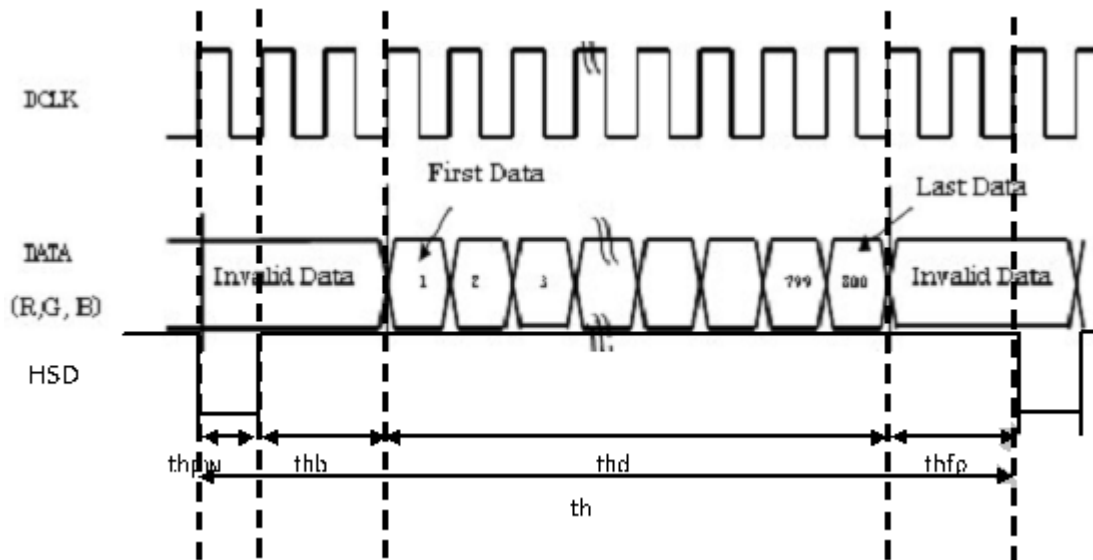 DCLK
First Data
Last Data
DATA
(R,G, B)
Invalid Data
1 2 3 799 800
Invalid Data
HSD
thpw thb thd thfp
th